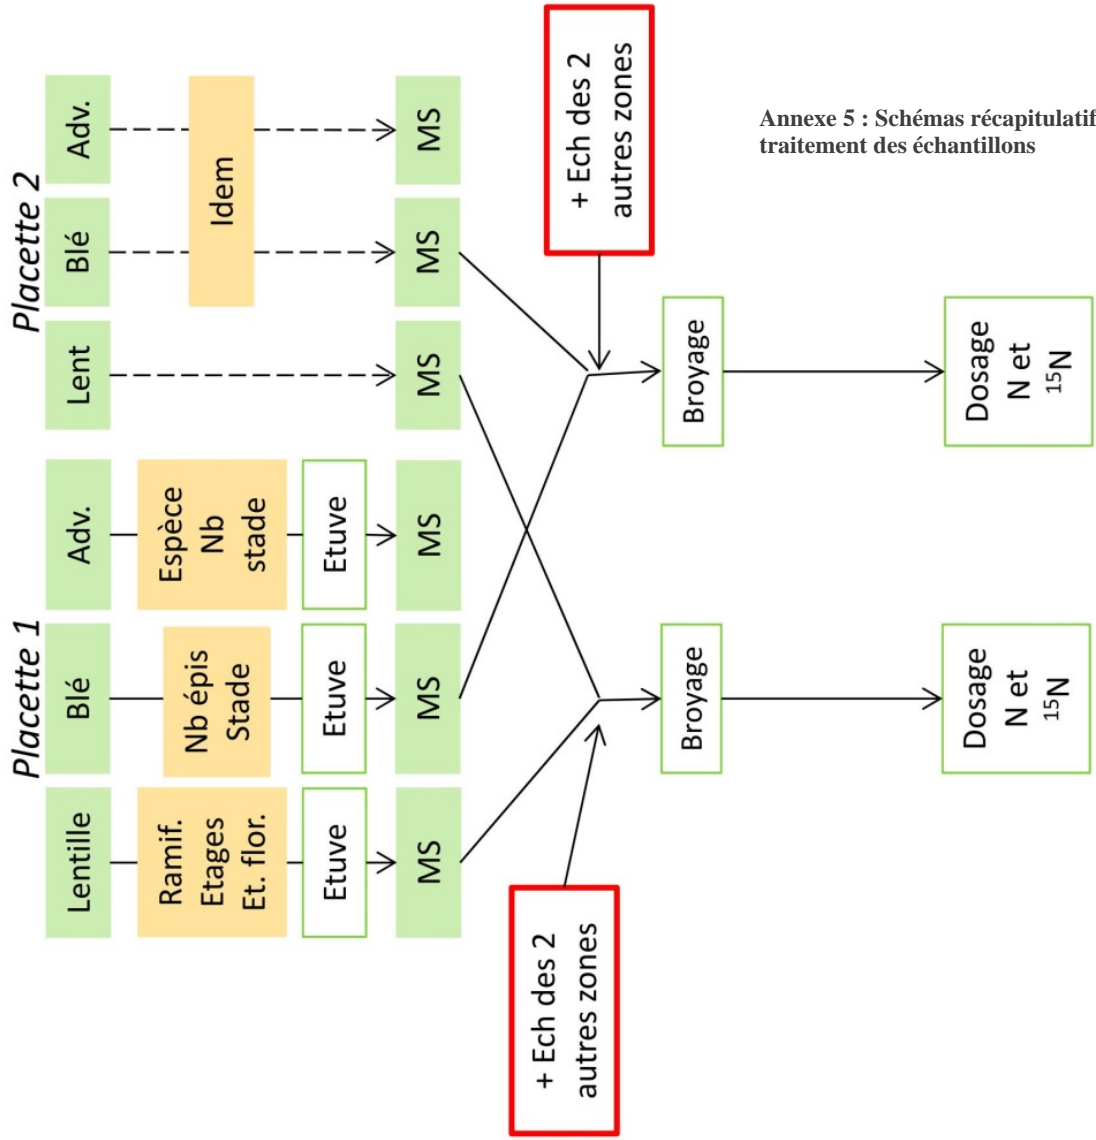 Annexe 5 : Schémas récapitulatif
traitement des échantillons
Placette 1
Placette 2
Lentille
Blé
Adv.
Lent
Blé
Adv.
Ramif.
Etages
Et. flor.
Nb épis
Stade
Espèce
Nb
stade
Idem
Etuve
Etuve
Etuve
MS
MS
MS
MS
MS
MS
+ Ech des 2
autres zones
+ Ech des 2
autres zones
Broyage
Broyage
Dosage
N et
¹⁵N
Dosage
N et
¹⁵N